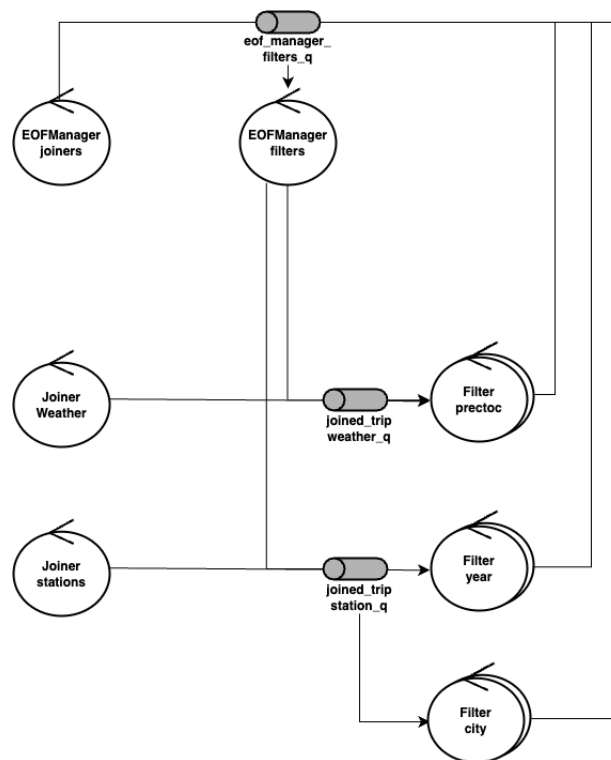 eof_manager_
filters_q
EOFManager
joiners
EOFManager
filters
Joiner
Weather
joined_trip
weather_q
Filter
prectoc
Joiner
stations
joined_trip
station_q
Filter
year
Filter
city